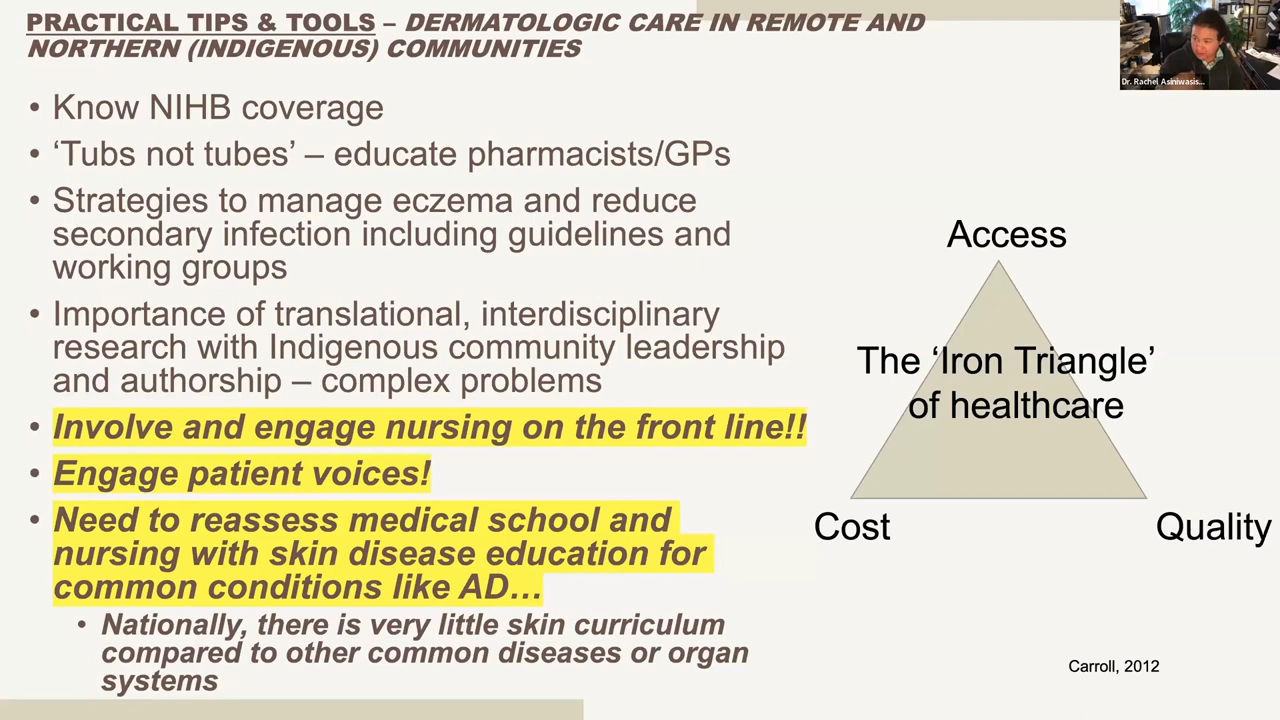 PRACTICAL TIPS & TOOLS – DERMATOLOGIC CARE IN REMOTE AND
NORTHERN (INDIGENOUS) COMMUNITIES
Dr. Rachel Asiniwasis...
• Know NIHB coverage
• ‘Tubs not tubes’ – educate pharmacists/GPs
• Strategies to manage eczema and reduce
secondary infection including guidelines and
working groups
• Importance of translational, interdisciplinary
research with Indigenous community leadership
and authorship – complex problems
• Involve and engage nursing on the front line!!
• Engage patient voices!
• Need to reassess medical school and
nursing with skin disease education for
common conditions like AD…
• Nationally, there is very little skin curriculum
compared to other common diseases or organ
systems
Access
The ‘Iron Triangle’
of healthcare
Cost
Quality
Carroll, 2012